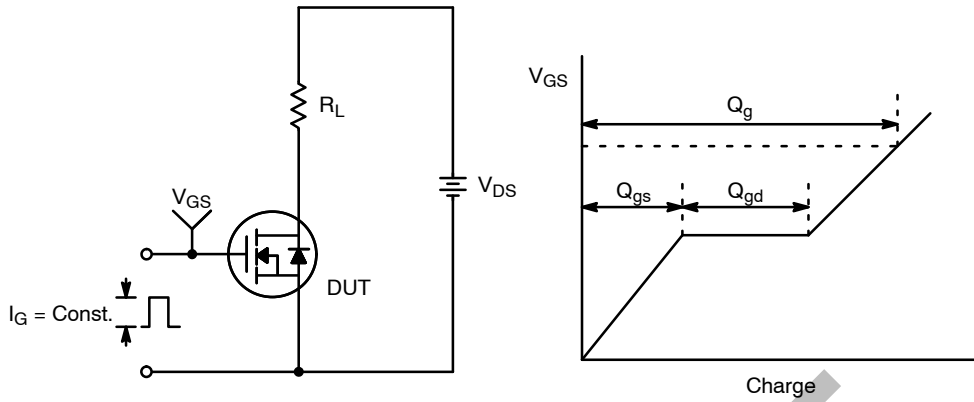 R_L
V_GS
V_DS
DUT
I_G = Const.
V_GS
Q_g
Q_gs
Q_gd
Charge